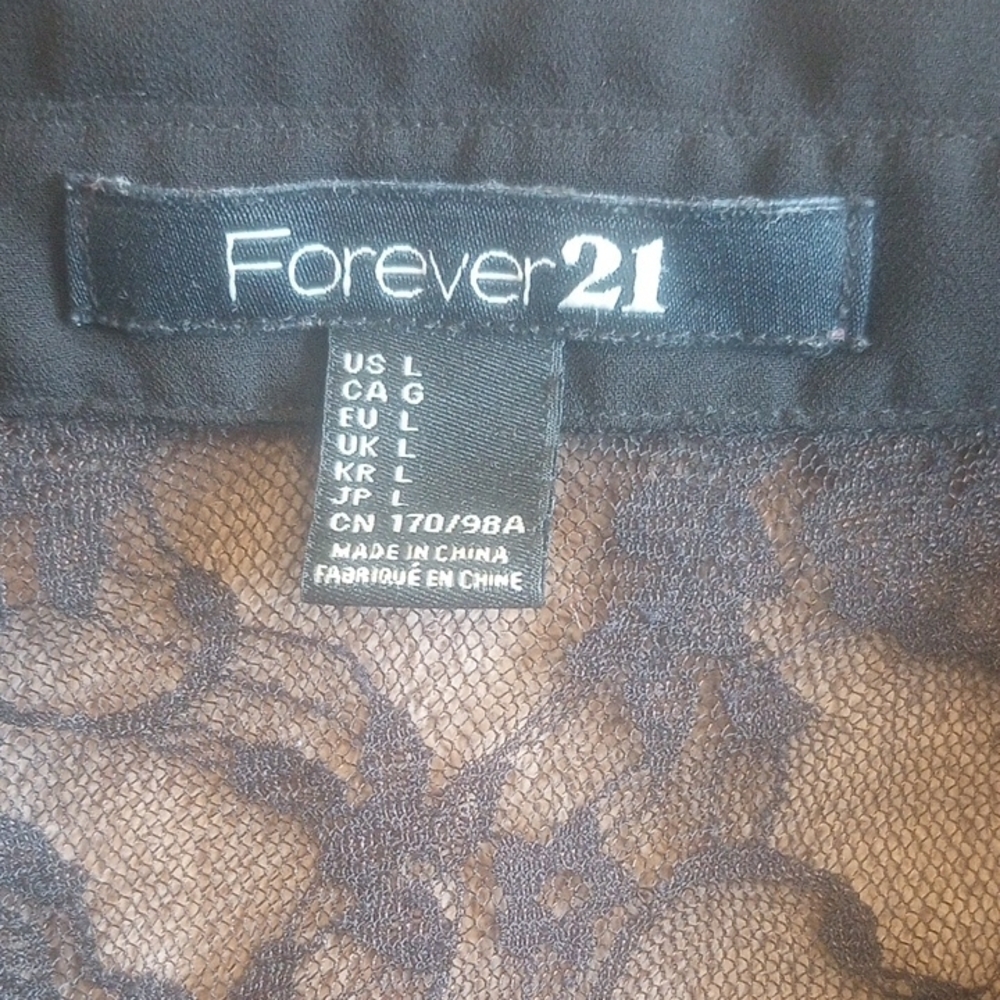 Forever21
US L
CA G
EU L
UK L
KR L
JP L
CN 170/98A
MADE IN CHINA
FABRIQUÉ EN CHINE